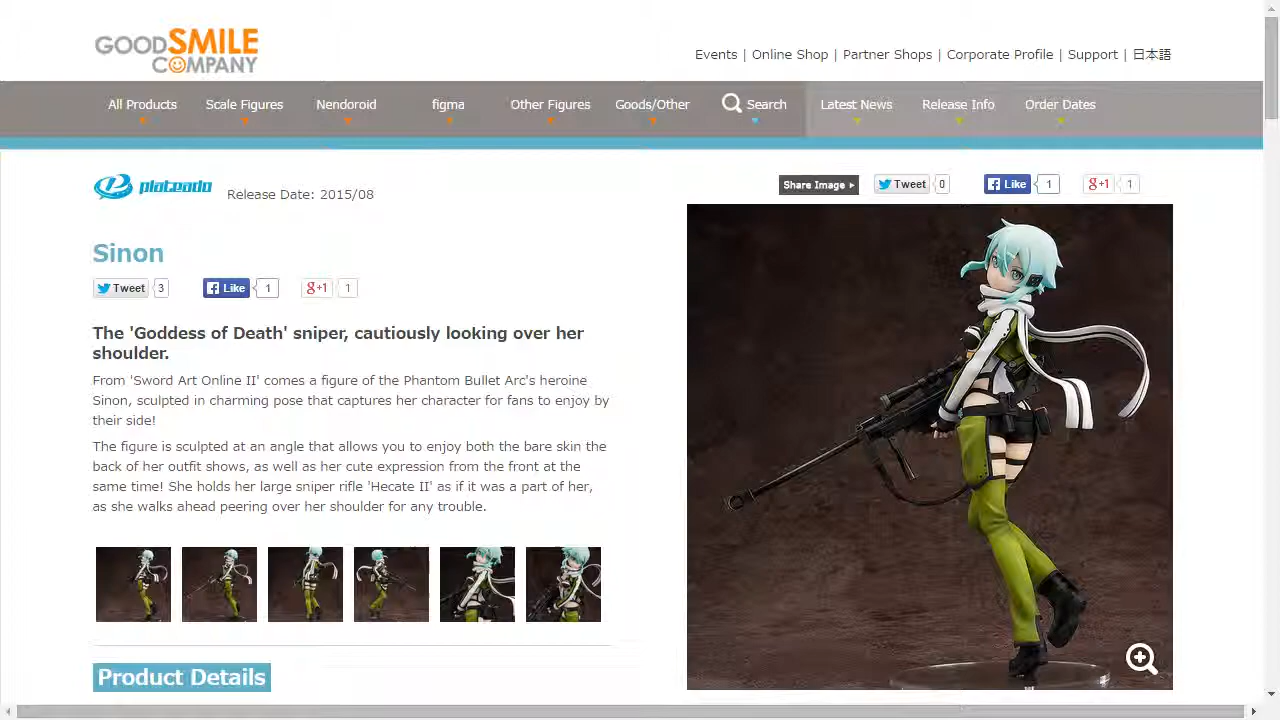 GOODSMILE
COMPANY
Events | Online Shop | Partner Shops | Corporate Profile | Support | 日本語
All Products Scale Figures Nendoroid figma Other Figures Goods/Other Search Latest News Release Info Order Dates
plateado Release Date: 2015/08
Share Image Tweet 0 Like 1 g+1 1
Sinon
Tweet 3 Like 1 g+1 1
The 'Goddess of Death' sniper, cautiously looking over her
shoulder.
From 'Sword Art Online II' comes a figure of the Phantom Bullet Arc's heroine
Sinon, sculpted in charming pose that captures her character for fans to enjoy by
their side!
The figure is sculpted at an angle that allows you to enjoy both the bare skin the
back of her outfit shows, as well as her cute expression from the front at the
same time! She holds her large sniper rifle 'Hecate II' as if it was a part of her,
as she walks ahead peering over her shoulder for any trouble.
Product Details